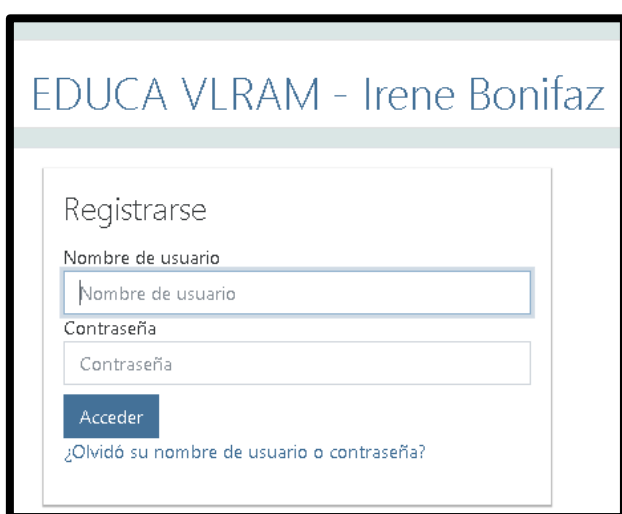 EDUCA VLRAM - Irene Bonifaz
Registrarse
Nombre de usuario
Nombre de usuario
Contraseña
Contraseña
Acceder
¿Olvidó su nombre de usuario o contraseña?